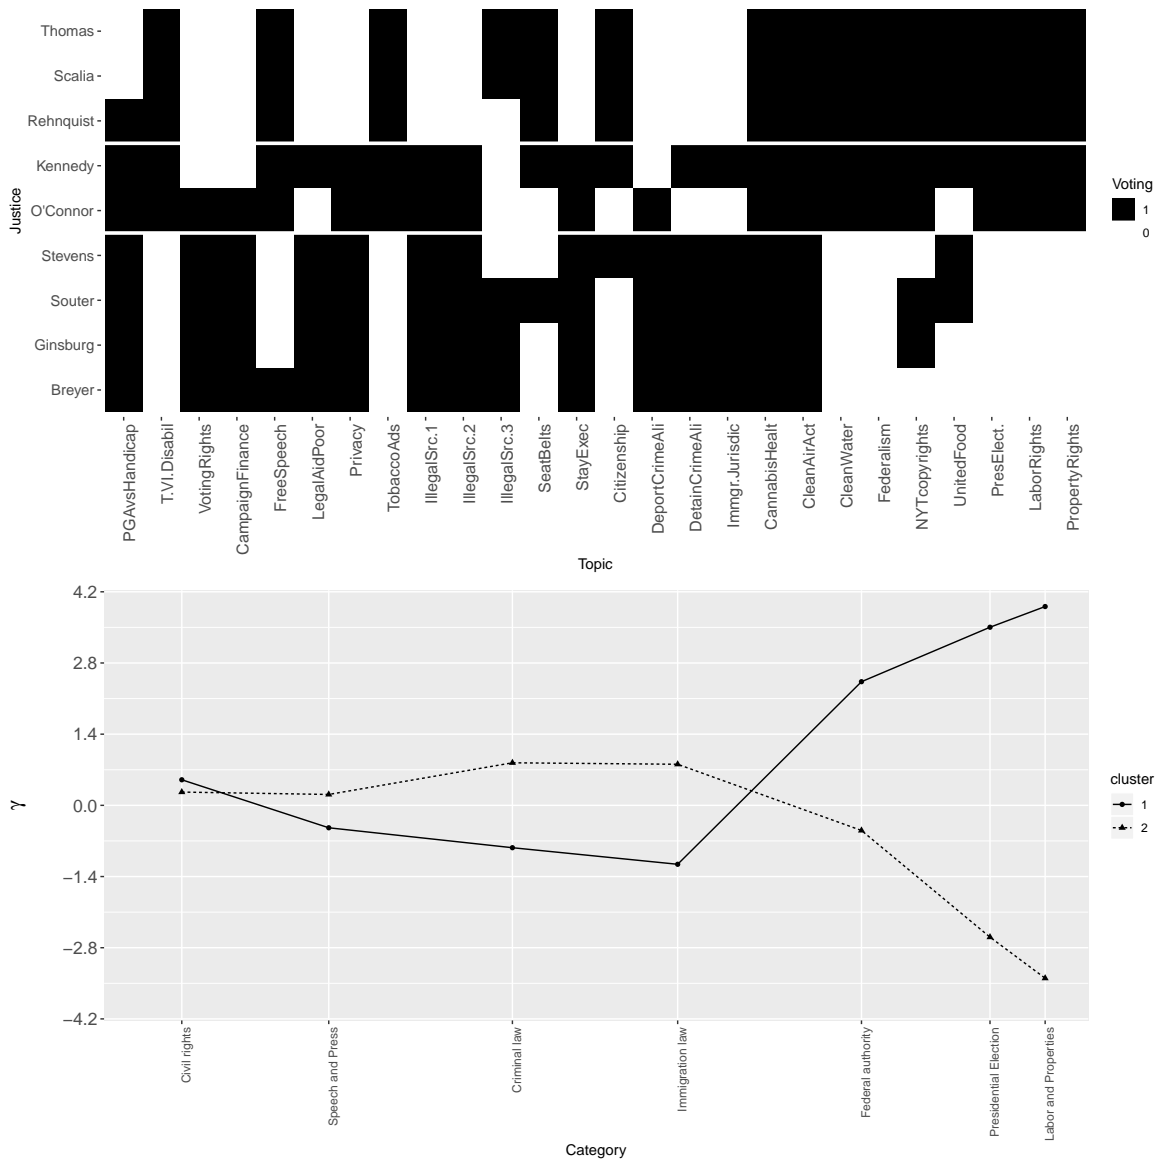 Thomas
Scalia
Rehnquist
Kennedy
O'Connor
Stevens
Souter
Ginsburg
Breyer
Justice
PGAvsHandicap
T.VI.Disabil
VotingRights
CampaignFinance
FreeSpeech
LegalAidPoor
Privacy
TobaccoAds
IllegalSrc.1
IllegalSrc.2
IllegalSrc.3
SeatBelts
StayExec
Citizenship
DeportCrimeAli
DetainCrimeAli
Immgr.Jurisdic
CannabisHealt
CleanAirAct
CleanWater
Federalism
NYTcopyrights
UnitedFood
PresElect.
LaborRights
PropertyRights
Topic
Voting
1
0
4.2
2.8
1.4
0.0
−1.4
−2.8
−4.2
γ
Civil rights
Speech and Press
Criminal law
Immigration law
Federal authority
Presidential Election
Labor and Properties
Category
cluster
1
2